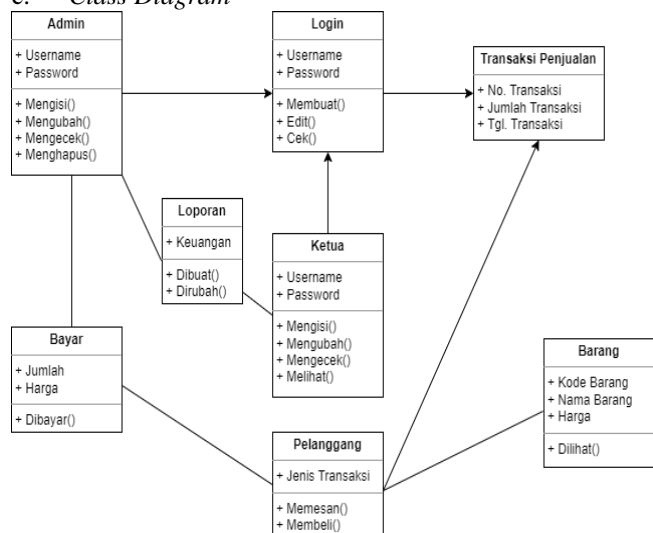 c. Class Diagram
Admin
+ Username
+ Password
+ Mengisi()
+ Mengubah()
+ Mengecek()
+ Menghapus()
Login
+ Username
+ Password
+ Membuat()
+ Edit()
+ Cek()
Transaksi Penjualan
+ No. Transaksi
+ Jumlah Transaksi
+ Tgl. Transaksi
Loporan
+ Keuangan
+ Dibuat()
+ Dirubah()
Ketua
+ Username
+ Password
+ Mengisi()
+ Mengubah()
+ Mengecek()
+ Melihat()
Bayar
+ Jumlah
+ Harga
+ Dibayar()
Barang
+ Kode Barang
+ Nama Barang
+ Harga
+ Dilihat()
Pelanggang
+ Jenis Transaksi
+ Memesan()
+ Membeli()